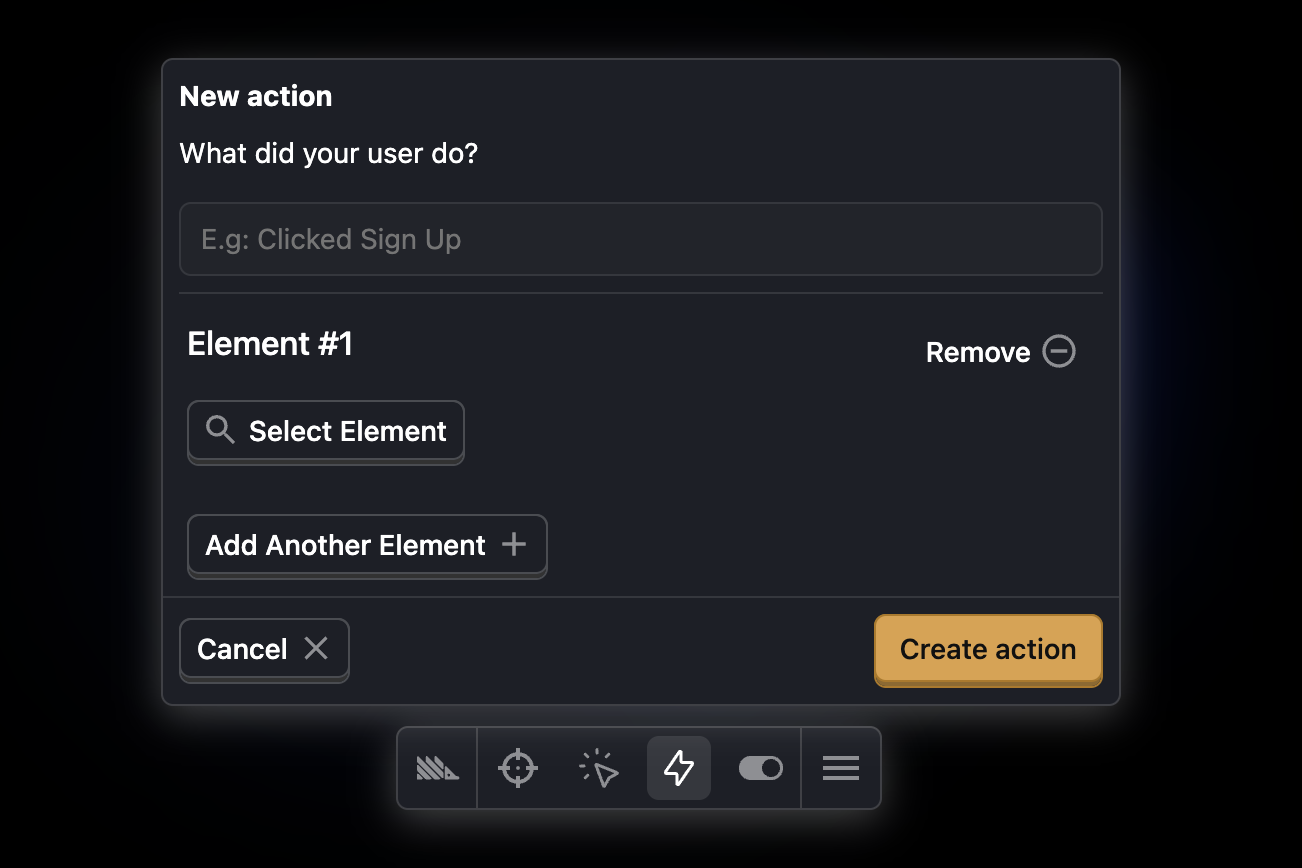 New action
What did your user do?
E.g: Clicked Sign Up
Element #1
Remove
Select Element
Add Another Element
Cancel
Create action